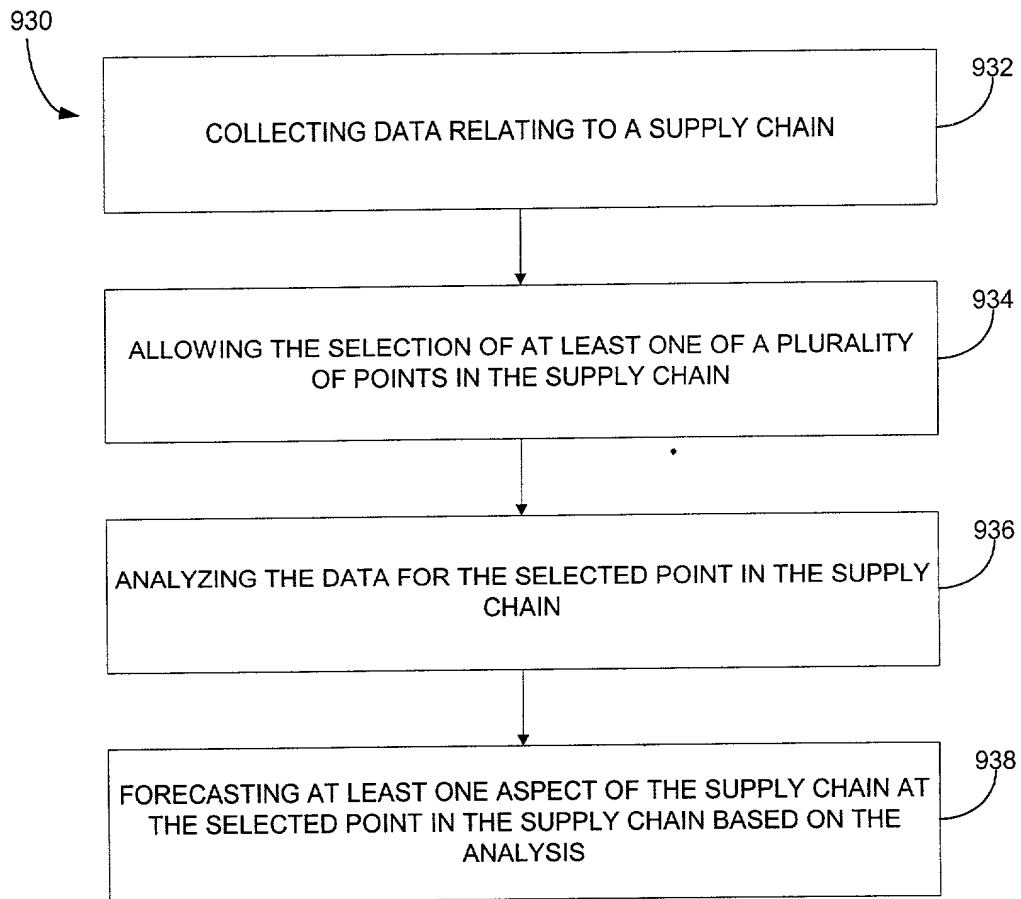 930
932
COLLECTING DATA RELATING TO A SUPPLY CHAIN
934
ALLOWING THE SELECTION OF AT LEAST ONE OF A PLURALITY
OF POINTS IN THE SUPPLY CHAIN
936
ANALYZING THE DATA FOR THE SELECTED POINT IN THE SUPPLY
CHAIN
938
FORECASTING AT LEAST ONE ASPECT OF THE SUPPLY CHAIN AT
THE SELECTED POINT IN THE SUPPLY CHAIN BASED ON THE
ANALYSIS